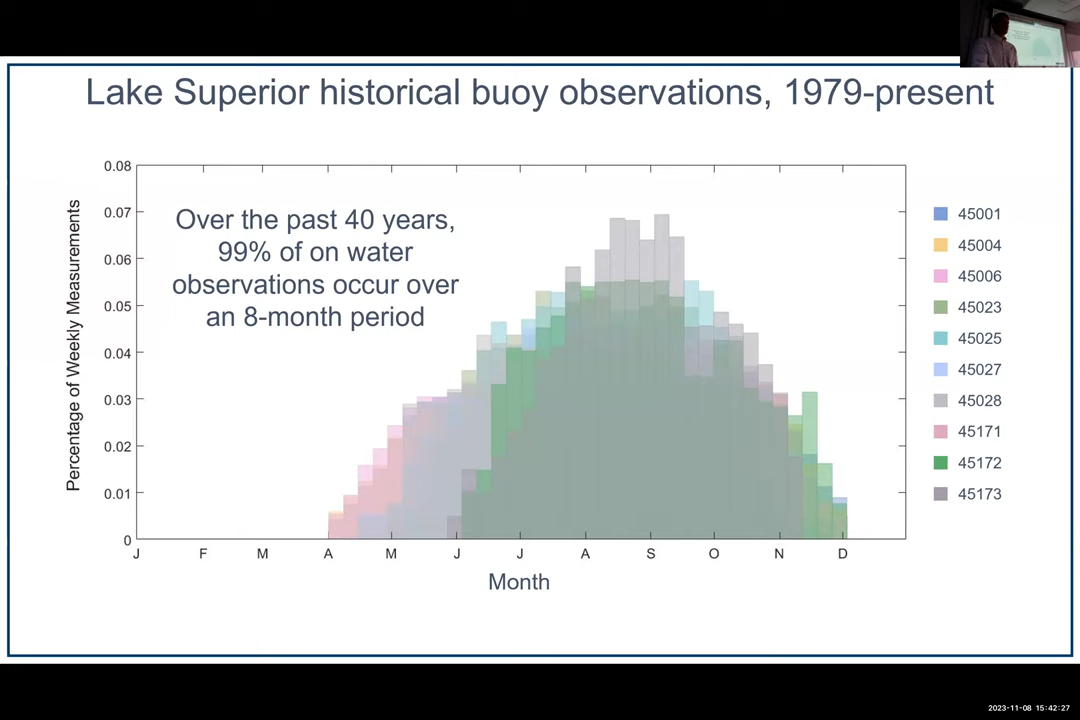 Lake Superior historical buoy observations, 1979-present
Percentage of Weekly Measurements
0.08
0.07
0.06
0.05
0.04
0.03
0.02
0.01
0
Over the past 40 years,
99% of on water
observations occur over
an 8-month period
J F M A M J J A S O N D
Month
45001
45004
45006
45023
45025
45027
45028
45171
45172
45173
2023-11-08 15:42:27